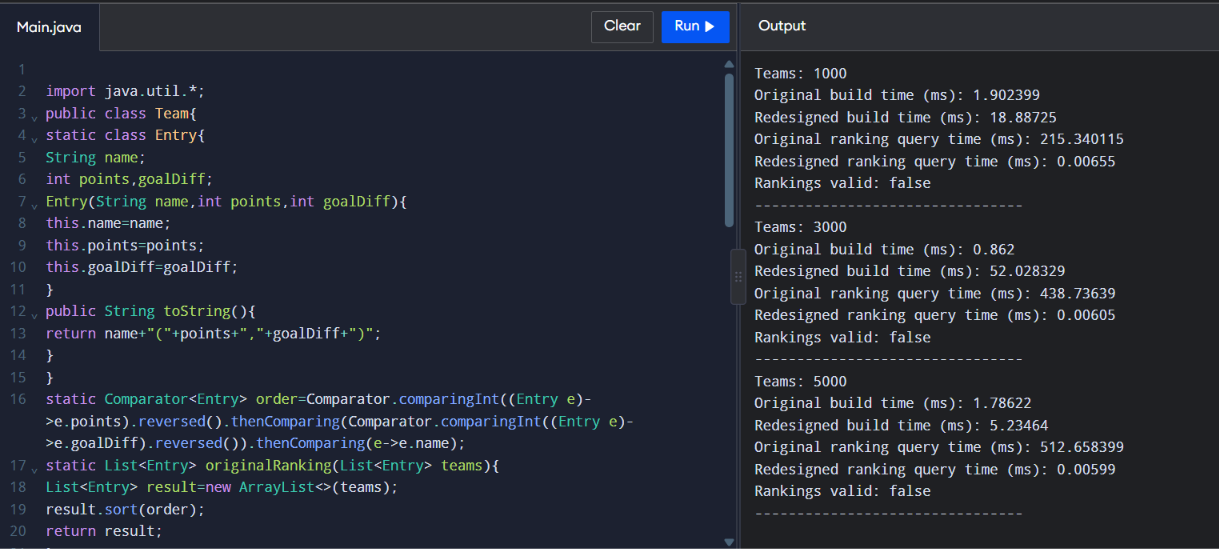 Main.java
Clear
Run
1
2 import java.util.*;
3 public class Team{
4 static class Entry{
5 String name;
6 int points,goalDiff;
7 Entry(String name,int points,int goalDiff){
8 this.name=name;
9 this.points=points;
10 this.goalDiff=goalDiff;
11 }
12 public String toString(){
13 return name+"("+points+","+goalDiff+")";
14 }
15 }
16 static Comparator<Entry> order=Comparator.comparingInt((Entry e)-
>e.points).reversed().thenComparing(Comparator.comparingInt((Entry e)-
>e.goalDiff).reversed()).thenComparing(e->e.name);
17 static List<Entry> originalRanking(List<Entry> teams){
18 List<Entry> result=new ArrayList<>(teams);
19 result.sort(order);
20 return result;
Output
Teams: 1000
Original build time (ms): 1.902399
Redesigned build time (ms): 18.88725
Original ranking query time (ms): 215.340115
Redesigned ranking query time (ms): 0.00655
Rankings valid: false
--------------------------------
Teams: 3000
Original build time (ms): 0.862
Redesigned build time (ms): 52.028329
Original ranking query time (ms): 438.73639
Redesigned ranking query time (ms): 0.00605
Rankings valid: false
--------------------------------
Teams: 5000
Original build time (ms): 1.78622
Redesigned build time (ms): 5.23464
Original ranking query time (ms): 512.658399
Redesigned ranking query time (ms): 0.00599
Rankings valid: false
--------------------------------